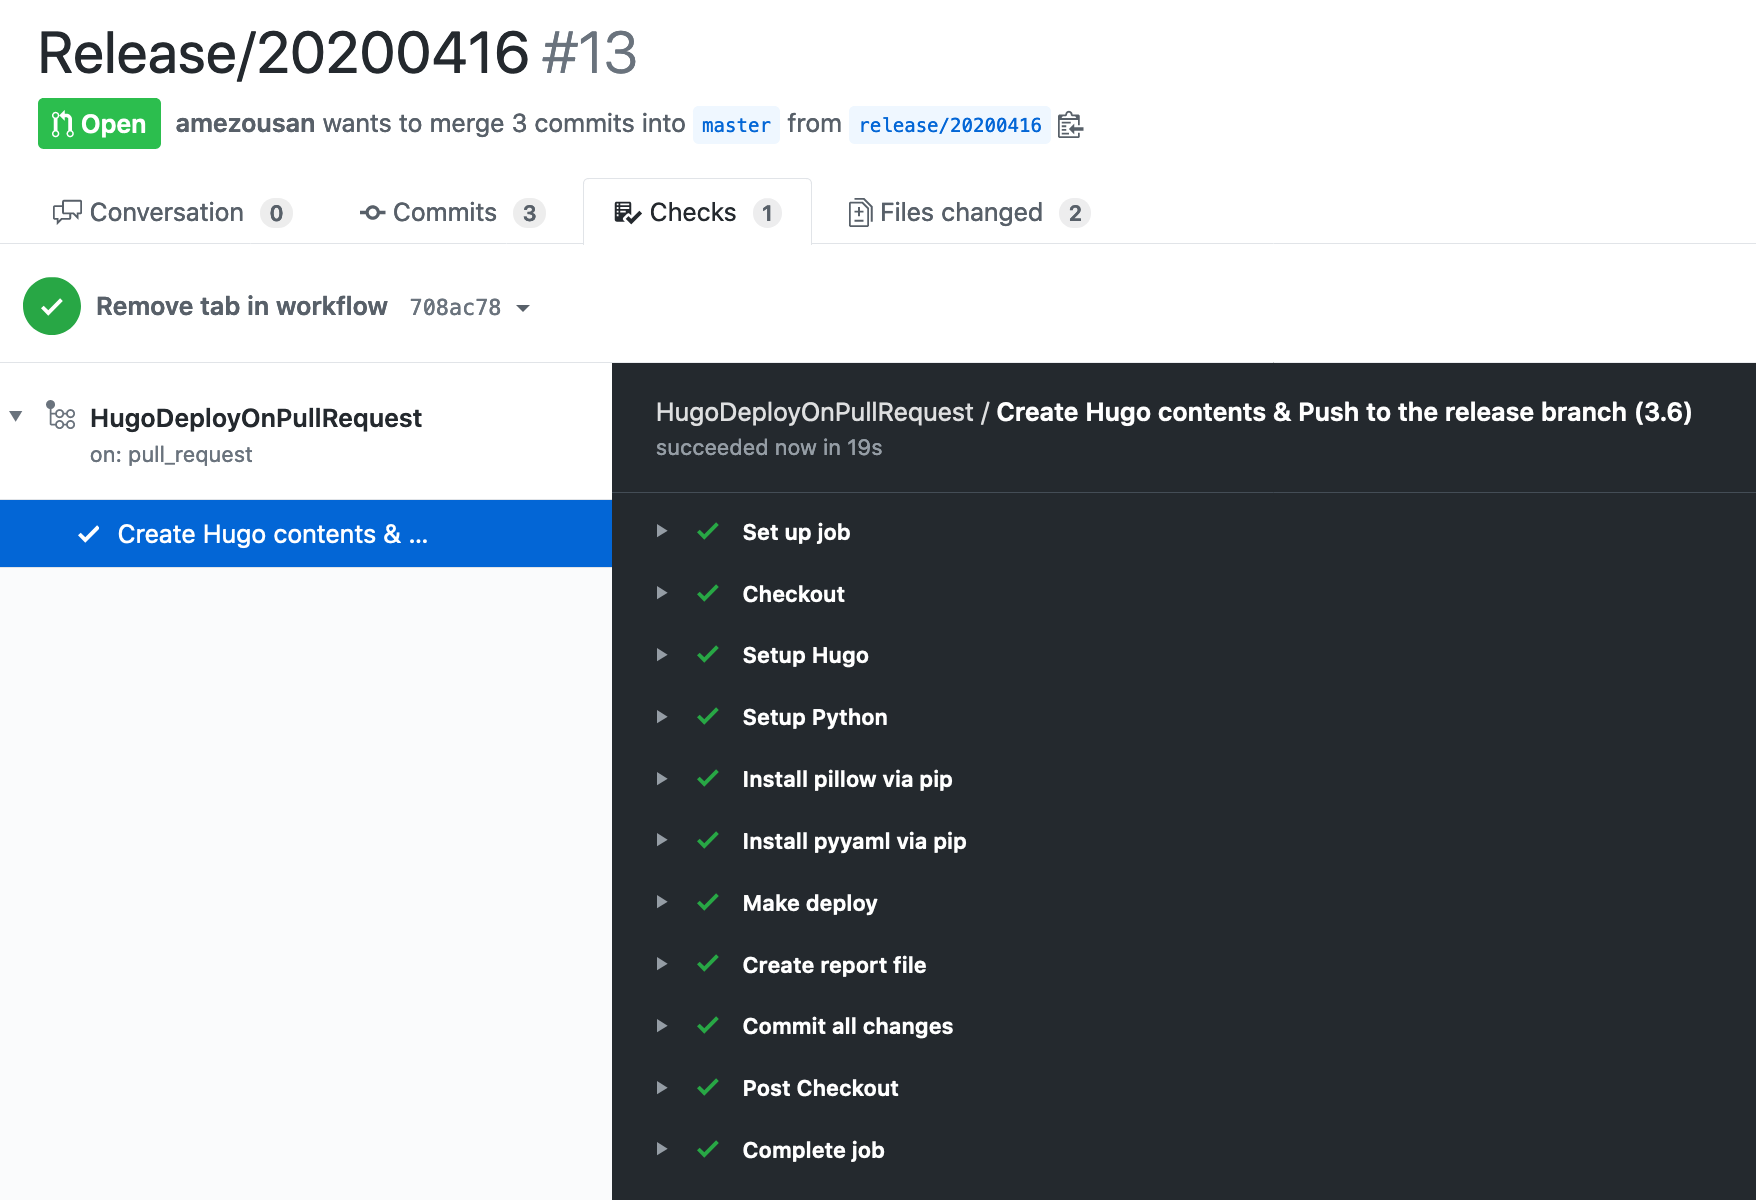 Release/20200416 #13
Open amezousan wants to merge 3 commits into master from release/20200416
Conversation 0 Commits 3 Checks 1 Files changed 2
Remove tab in workflow 708ac78
HugoDeployOnPullRequest
on: pull_request
Create Hugo contents & ...
HugoDeployOnPullRequest / Create Hugo contents & Push to the release branch (3.6)
succeeded now in 19s
Set up job
Checkout
Setup Hugo
Setup Python
Install pillow via pip
Install pyyaml via pip
Make deploy
Create report file
Commit all changes
Post Checkout
Complete job